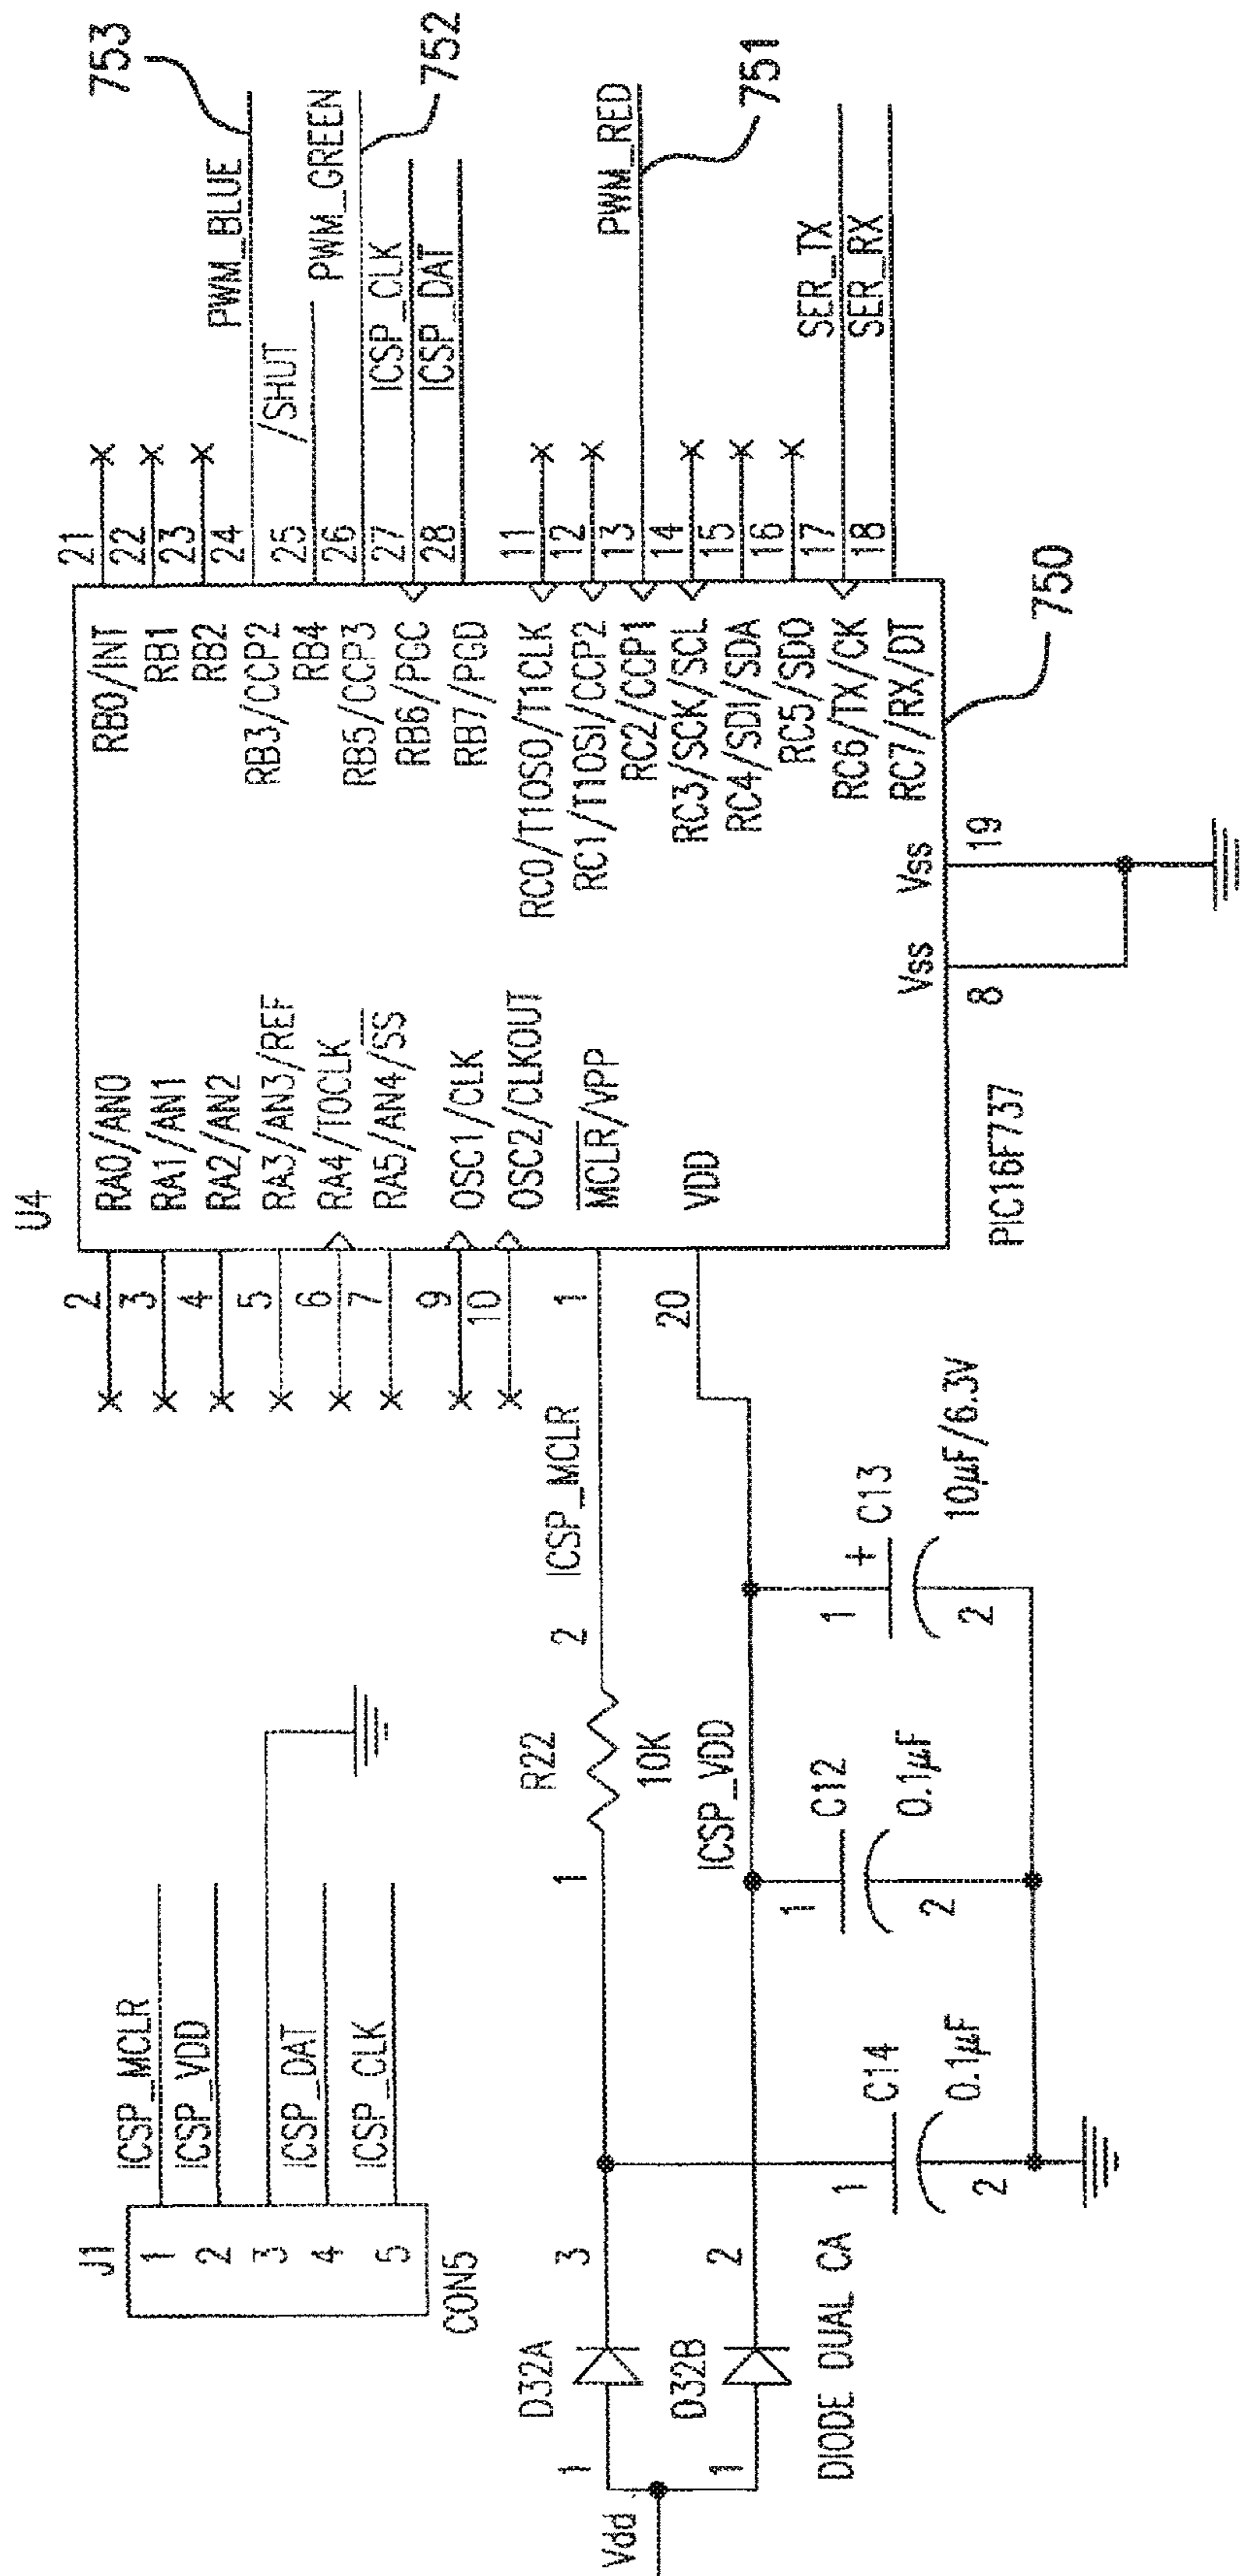 U4
2
3
4
5
6
7
9
10
1
20
RA0/AN0
RA1/AN1
RA2/AN2
RA3/AN3/REF
RA4/TOCLK
RA5/AN4/SS
OSC1/CLK
OSC2/CLKOUT
MCLR/VPP
VDD
RB0/INT
RB1
RB2
RB3/CCP2
RB4
RB5/CCP3
RB6/PGC
RB7/PGD
RC0/T1OSO/T1CLK
RC1/T1OSI/CCP2
RC2/CCP1
RC3/SCK/SCL
RC4/SDI/SDA
RC5/SDO
RC6/TX/CK
RC7/RX/DT
21
22
23
24
25
26
27
28
11
12
13
14
15
16
17
18
PWM_BLUE
/SHUT
PWM_GREEN
ICSP_CLK
ICSP_DAT
PWM_RED
SER_TX
SER_RX
753
752
751
750
Vss
Vss
8
19
PIC16F737
J1
1
2
3
4
5
CON5
ICSP_MCLR
ICSP_VDD
ICSP_DAT
ICSP_CLK
ICSP_MCLR
R22
1
2
10K
D32A
1
3
Vdd
D32B
1
2
DIODE DUAL CA
ICSP_VDD
C14
1
2
0.1µF
C12
1
2
0.1µF
+
C13
1
2
10µF/6.3V